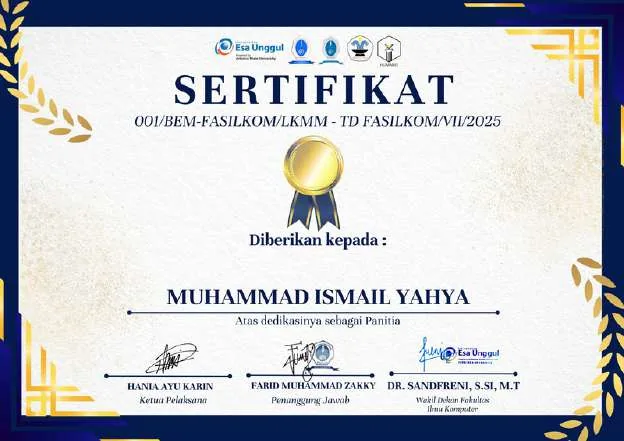 Esa Unggul
SERTIFIKAT
001/BEM-FASILKOM/LKMM - TD FASILKOM/VII/2025
Diberikan kepada :
MUHAMMAD ISMAIL YAHYA
Atas dedikasinya sebagai Panitia
Esa Unggul
HANIA AYU KARIN
Ketua Pelaksana
FARID MUHAMMAD ZAKKY
Penanggung Jawab
DR. SANDFRENI, S.SI, M.T
Wakil Dekan Fakultas
Ilmu Komputer